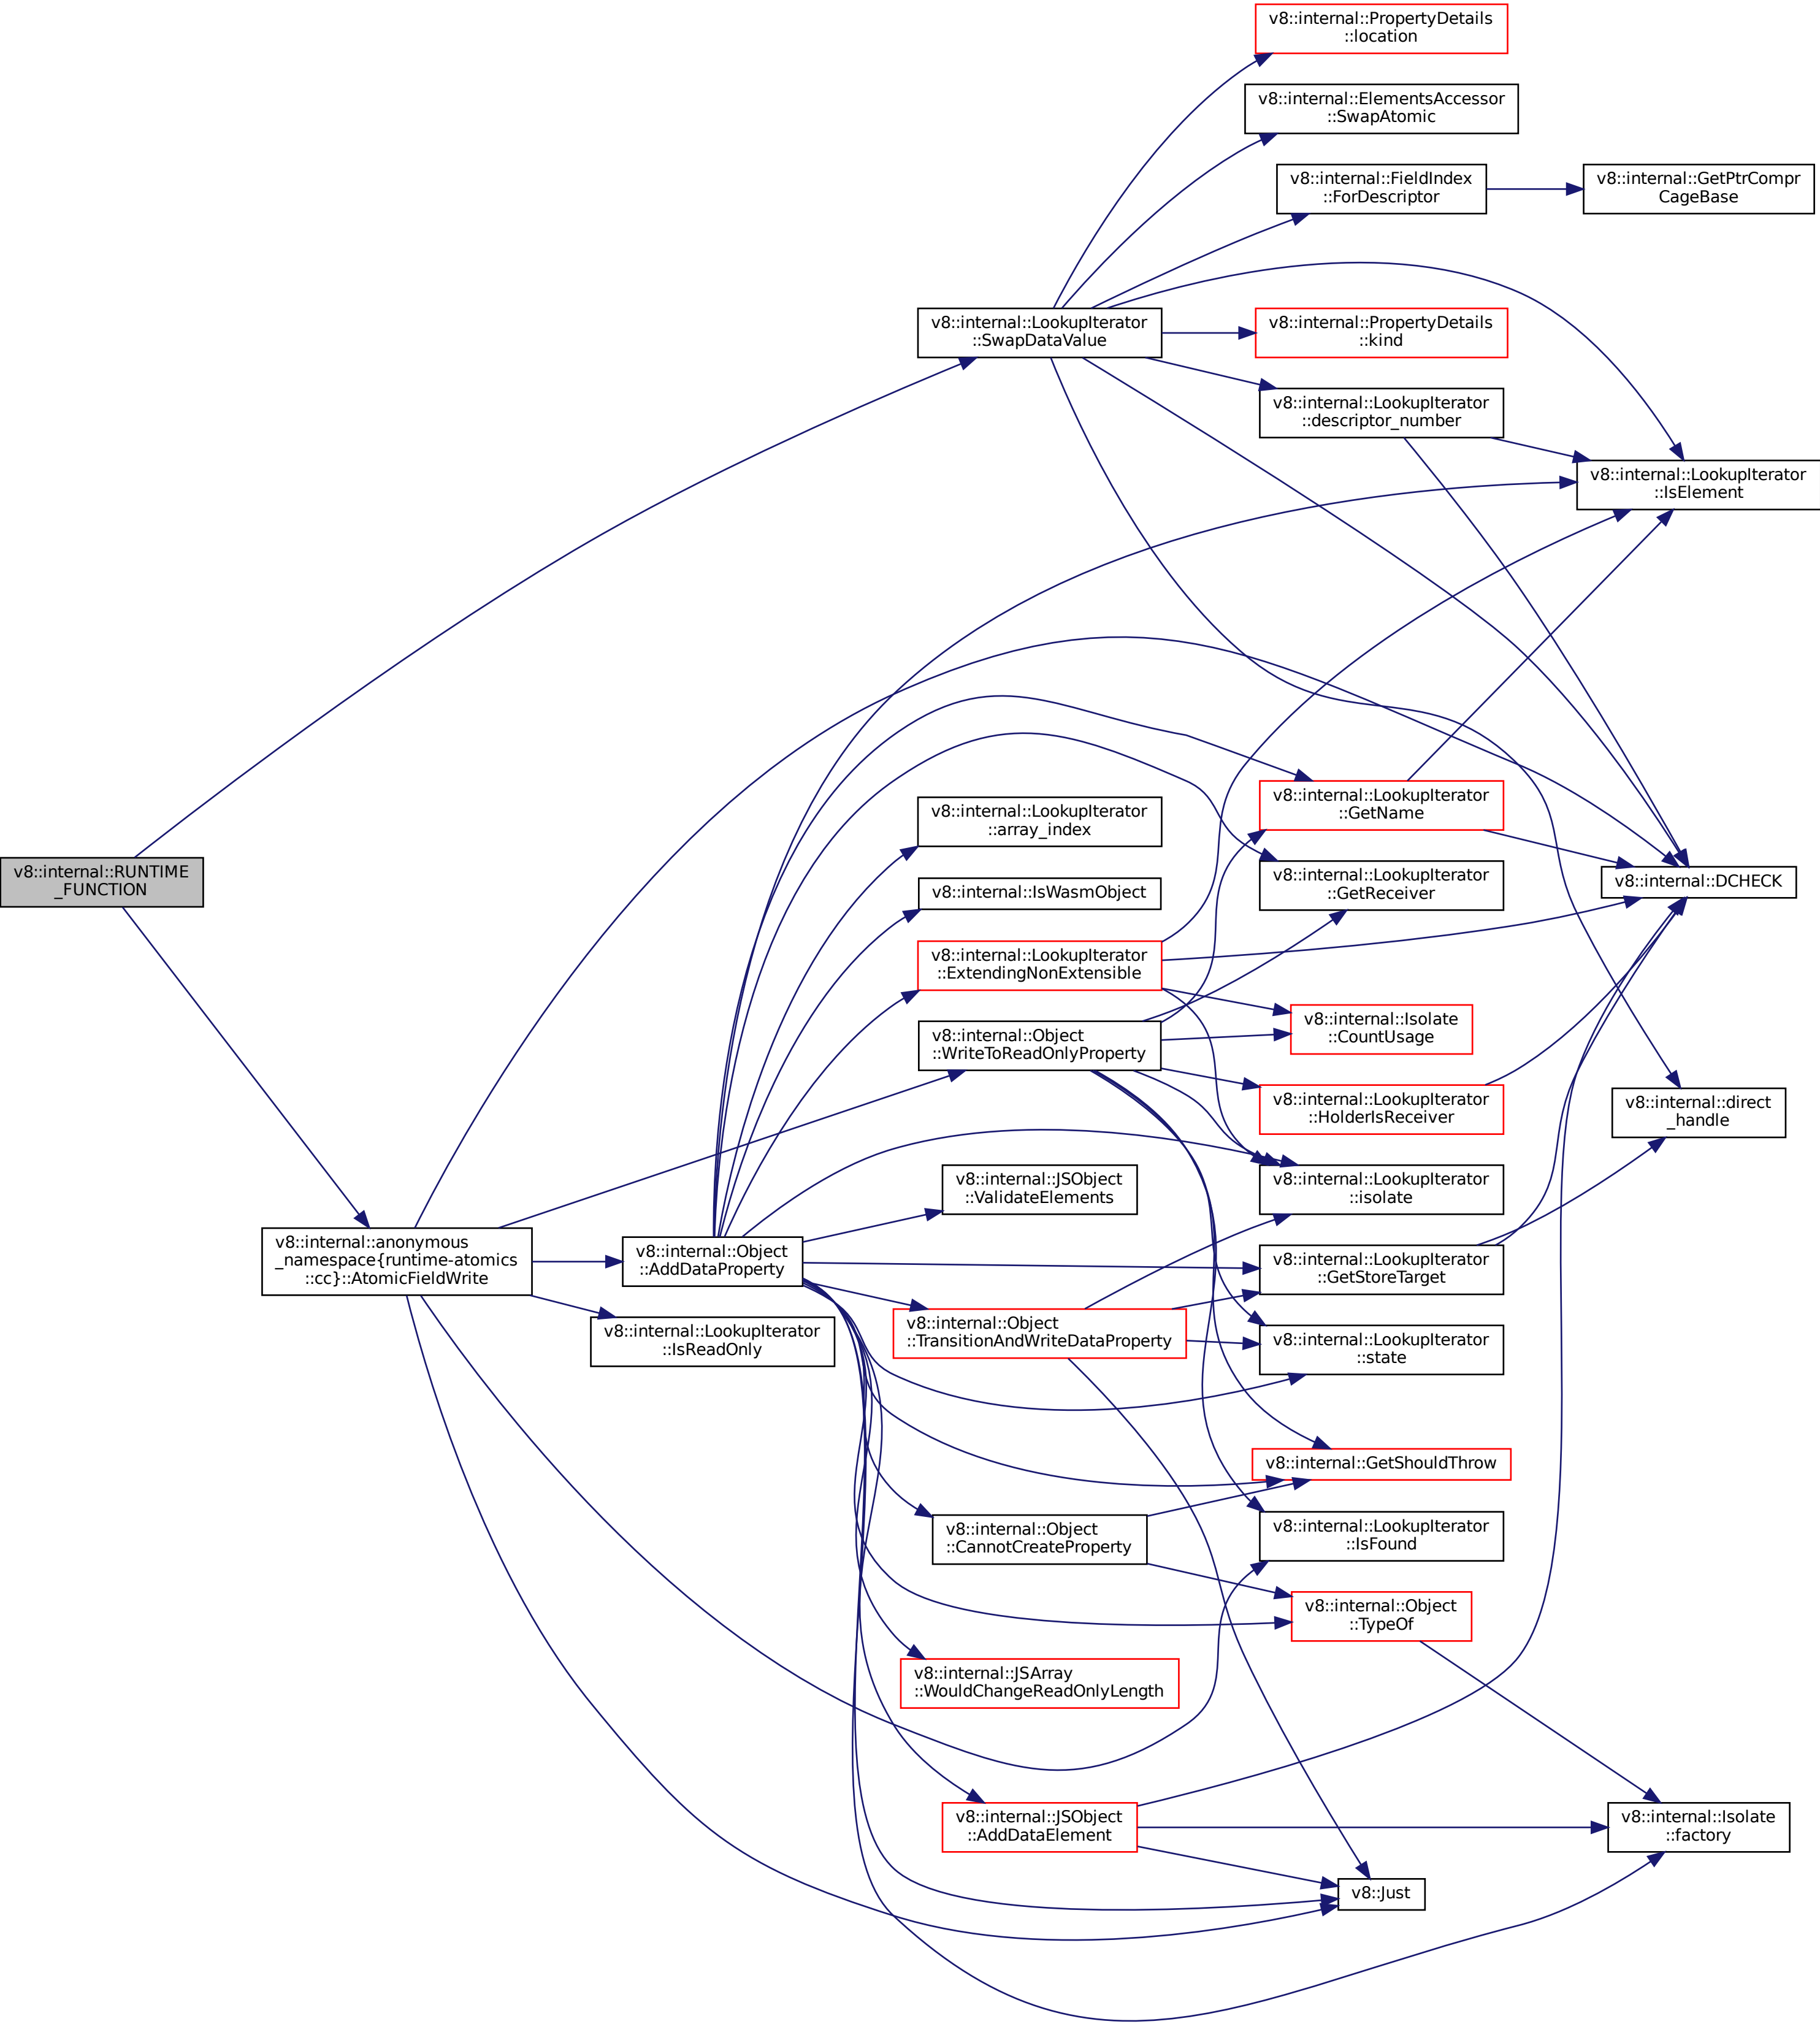 v8::internal::PropertyDetails
::location
v8::internal::ElementsAccessor
::SwapAtomic
v8::internal::FieldIndex
::ForDescriptor
v8::internal::GetPtrCompr
CageBase
v8::internal::LookupIterator
::SwapDataValue
v8::internal::PropertyDetails
::kind
v8::internal::LookupIterator
::descriptor_number
v8::internal::LookupIterator
::IsElement
v8::internal::LookupIterator
::GetName
v8::internal::LookupIterator
::array_index
v8::internal::RUNTIME
_FUNCTION
v8::internal::IsWasmObject
v8::internal::LookupIterator
::GetReceiver
v8::internal::DCHECK
v8::internal::LookupIterator
::ExtendingNonExtensible
v8::internal::Isolate
::CountUsage
v8::internal::Object
::WriteToReadOnlyProperty
v8::internal::LookupIterator
::HolderIsReceiver
v8::internal::direct
_handle
v8::internal::JSObject
::ValidateElements
v8::internal::LookupIterator
::isolate
v8::internal::anonymous
_namespace{runtime-atomics
::cc}::AtomicFieldWrite
v8::internal::Object
::AddDataProperty
v8::internal::LookupIterator
::GetStoreTarget
v8::internal::LookupIterator
::IsReadOnly
v8::internal::Object
::TransitionAndWriteDataProperty
v8::internal::LookupIterator
::state
v8::internal::GetShouldThrow
v8::internal::Object
::CannotCreateProperty
v8::internal::LookupIterator
::IsFound
v8::internal::Object
::TypeOf
v8::internal::JSArray
::WouldChangeReadOnlyLength
v8::internal::JSObject
::AddDataElement
v8::internal::Isolate
::factory
v8::Just